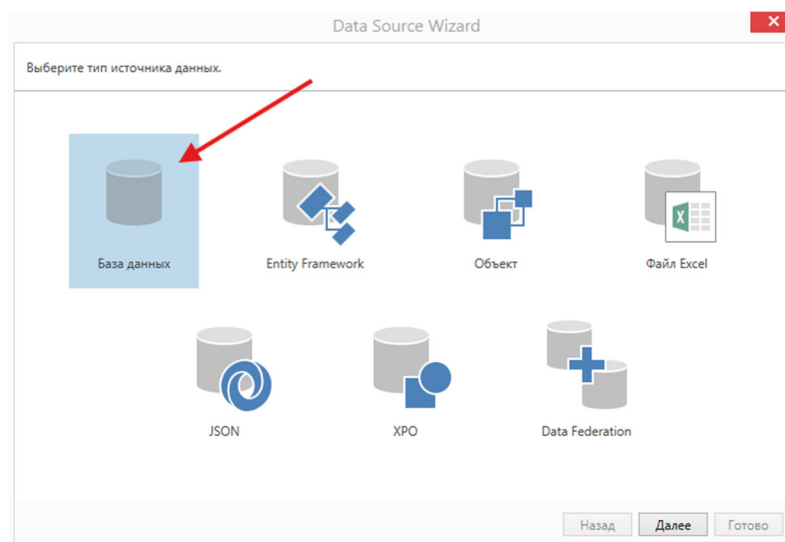 Data Source Wizard
Выберите тип источника данных.
База данных
Entity Framework
Объект
X
Файл Excel
JSON
XPO
Data Federation
Назад
Далее
Готово